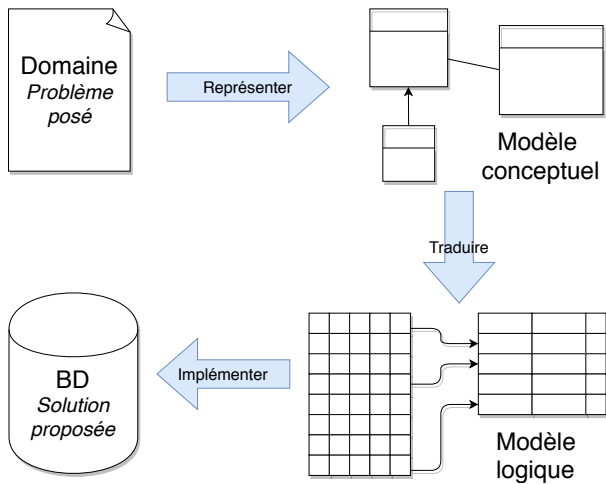 Domaine
Problème
posé
Représenter
Modèle
conceptuel
Traduire
BD
Solution
proposée
Implémenter
Modèle
logique